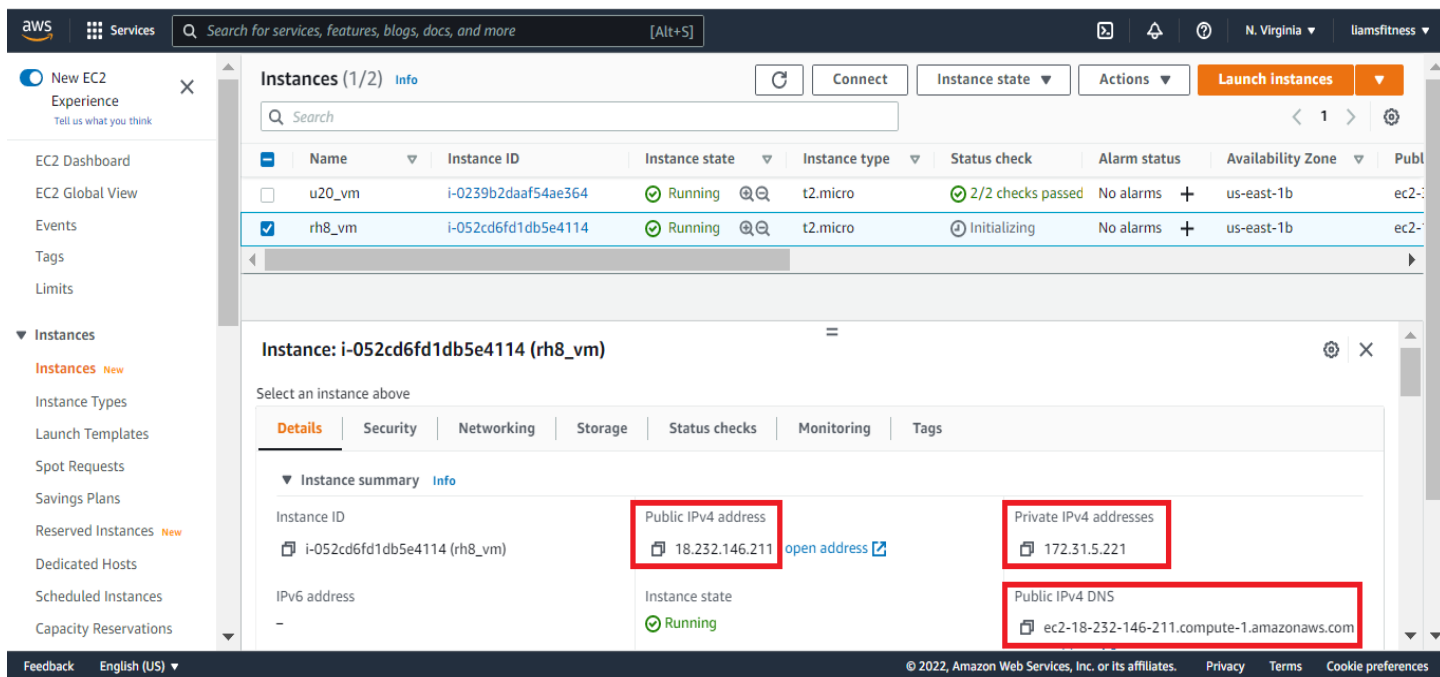 aws Services Search for services, features, blogs, docs, and more [Alt+S] N. Virginia ▼ liamsfitness ▼
New EC2
Experience
Tell us what you think
EC2 Dashboard
EC2 Global View
Events
Tags
Limits
▼ Instances
Instances New
Instance Types
Launch Templates
Spot Requests
Savings Plans
Reserved Instances New
Dedicated Hosts
Scheduled Instances
Capacity Reservations
Instances (1/2) Info Connect Instance state ▼ Actions ▼ Launch instances ▼
Search < 1 >
Name Instance ID Instance state Instance type Status check Alarm status Availability Zone Publ
u20_vm i-0239b2daaf54ae364 Running t2.micro 2/2 checks passed No alarms + us-east-1b ec2-
rh8_vm i-052cd6fd1db5e4114 Running t2.micro Initializing No alarms + us-east-1b ec2-
Instance: i-052cd6fd1db5e4114 (rh8_vm)
Select an instance above
Details Security Networking Storage Status checks Monitoring Tags
▼ Instance summary Info
Instance ID Public IPv4 address Private IPv4 addresses
i-052cd6fd1db5e4114 (rh8_vm) 18.232.146.211 open address 172.31.5.221
IPv6 address Instance state Public IPv4 DNS
– Running ec2-18-232-146-211.compute-1.amazonaws.com
Feedback English (US) ▼ © 2022, Amazon Web Services, Inc. or its affiliates. Privacy Terms Cookie preferences